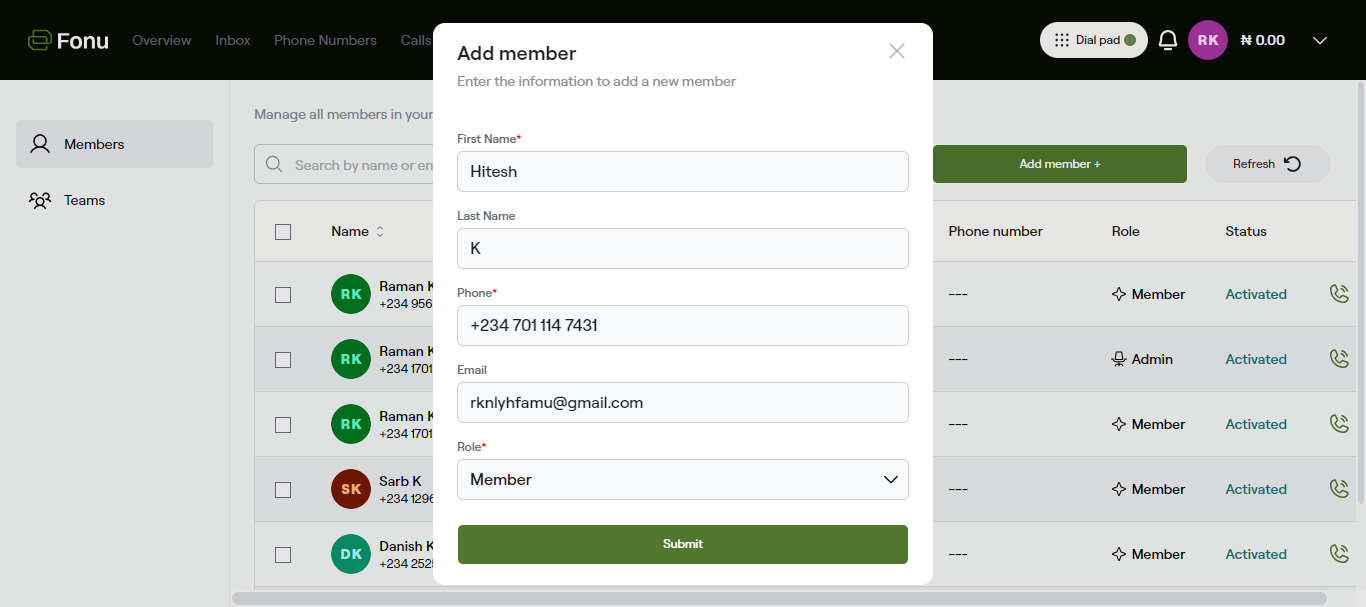 Fonu Overview Inbox Phone Numbers Calls Dial pad RK ₦ 0.00
Members
Teams
Manage all members in your
Search by name or em
Add member +
Refresh
Name Phone number Role Status
RK Raman K --- Member Activated
+234 956
RK Raman K --- Admin Activated
+234 1701
RK Raman K --- Member Activated
+234 1701
SK Sarb K --- Member Activated
+234 1296
DK Danish K --- Member Activated
+234 2525
Add member
Enter the information to add a new member
First Name*
Hitesh
Last Name
K
Phone*
+234 701 114 7431
Email
rknlyhfamu@gmail.com
Role*
Member
Submit